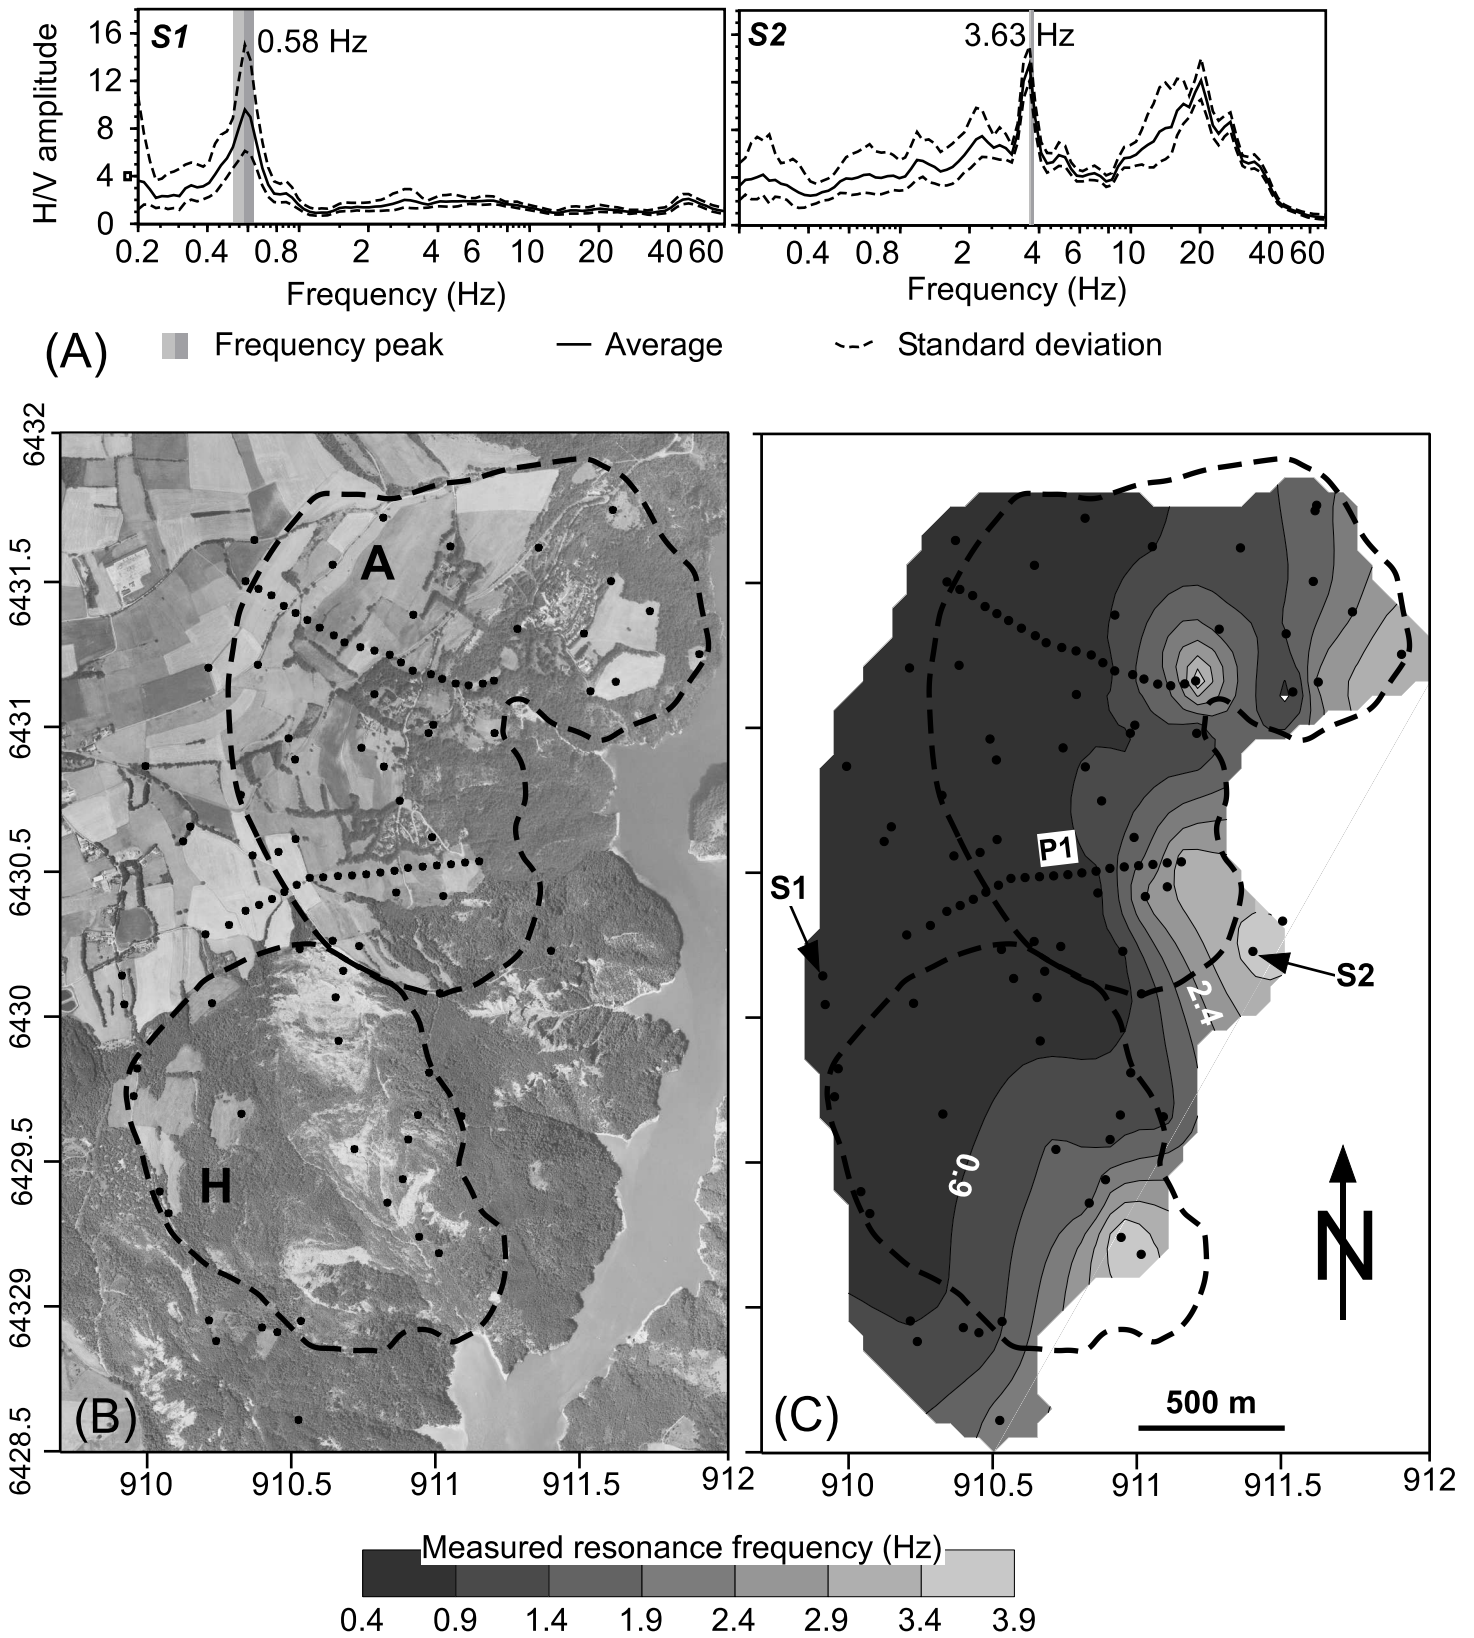 S1
0.58 Hz
H/V amplitude
16
12
8
4
0
0.2 0.4 0.8 2 4 6 10 20 40 60
Frequency (Hz)
S2
3.63 Hz
0.4 0.8 2 4 6 10 20 40 60
Frequency (Hz)
(A)
Frequency peak
Average
Standard deviation
6432
6431.5
6431
6430.5
6430
6429.5
6429
6428.5
A
H
(B)
910 910.5 911 911.5 912
P1
S1
S2
2.4
0.9
N
500 m
(C)
910 910.5 911 911.5 912
Measured resonance frequency (Hz)
0.4 0.9 1.4 1.9 2.4 2.9 3.4 3.9